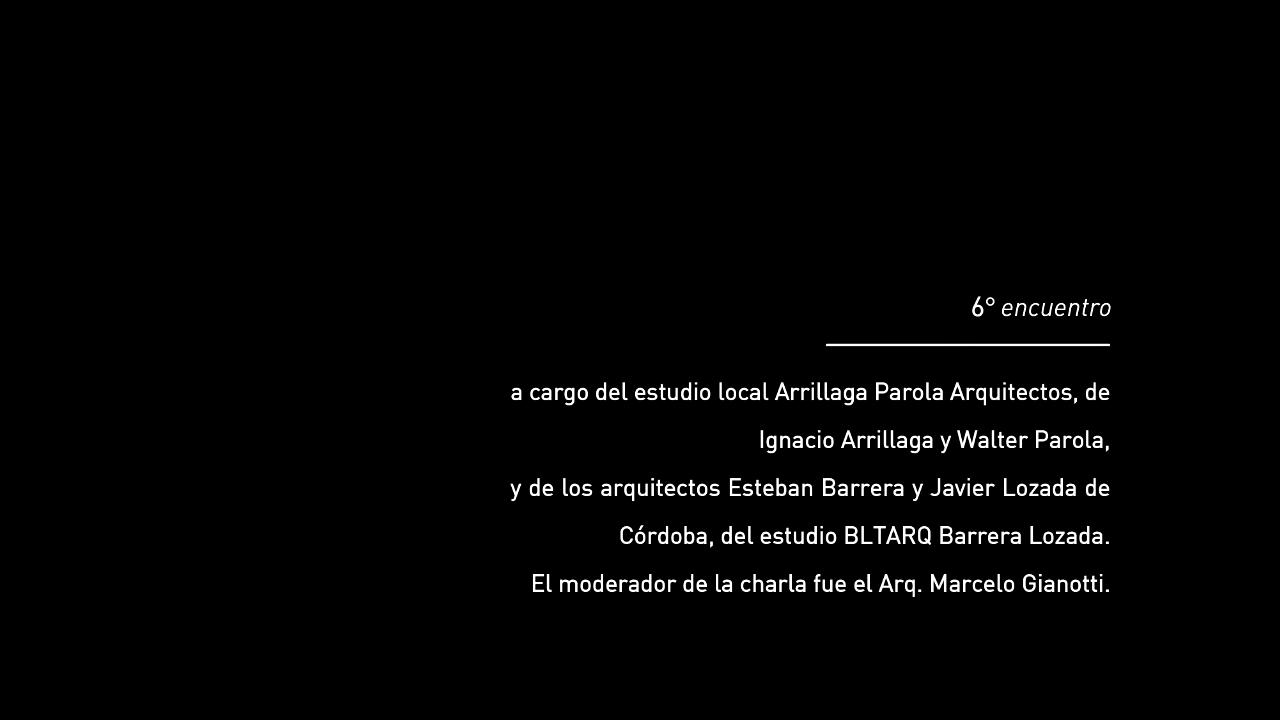 6° encuentro
a cargo del estudio local Arrillaga Parola Arquitectos, de
Ignacio Arrillaga y Walter Parola,
y de los arquitectos Esteban Barrera y Javier Lozada de
Córdoba, del estudio BLTARQ Barrera Lozada.
El moderador de la charla fue el Arq. Marcelo Gianotti.